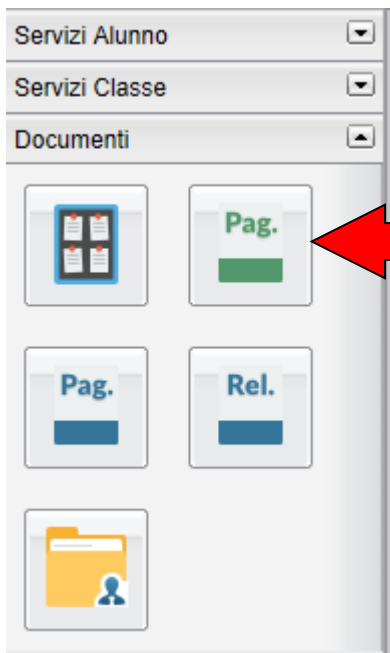 Servizi Alunno
Servizi Classe
Documenti
Pag.
Pag.
Rel.